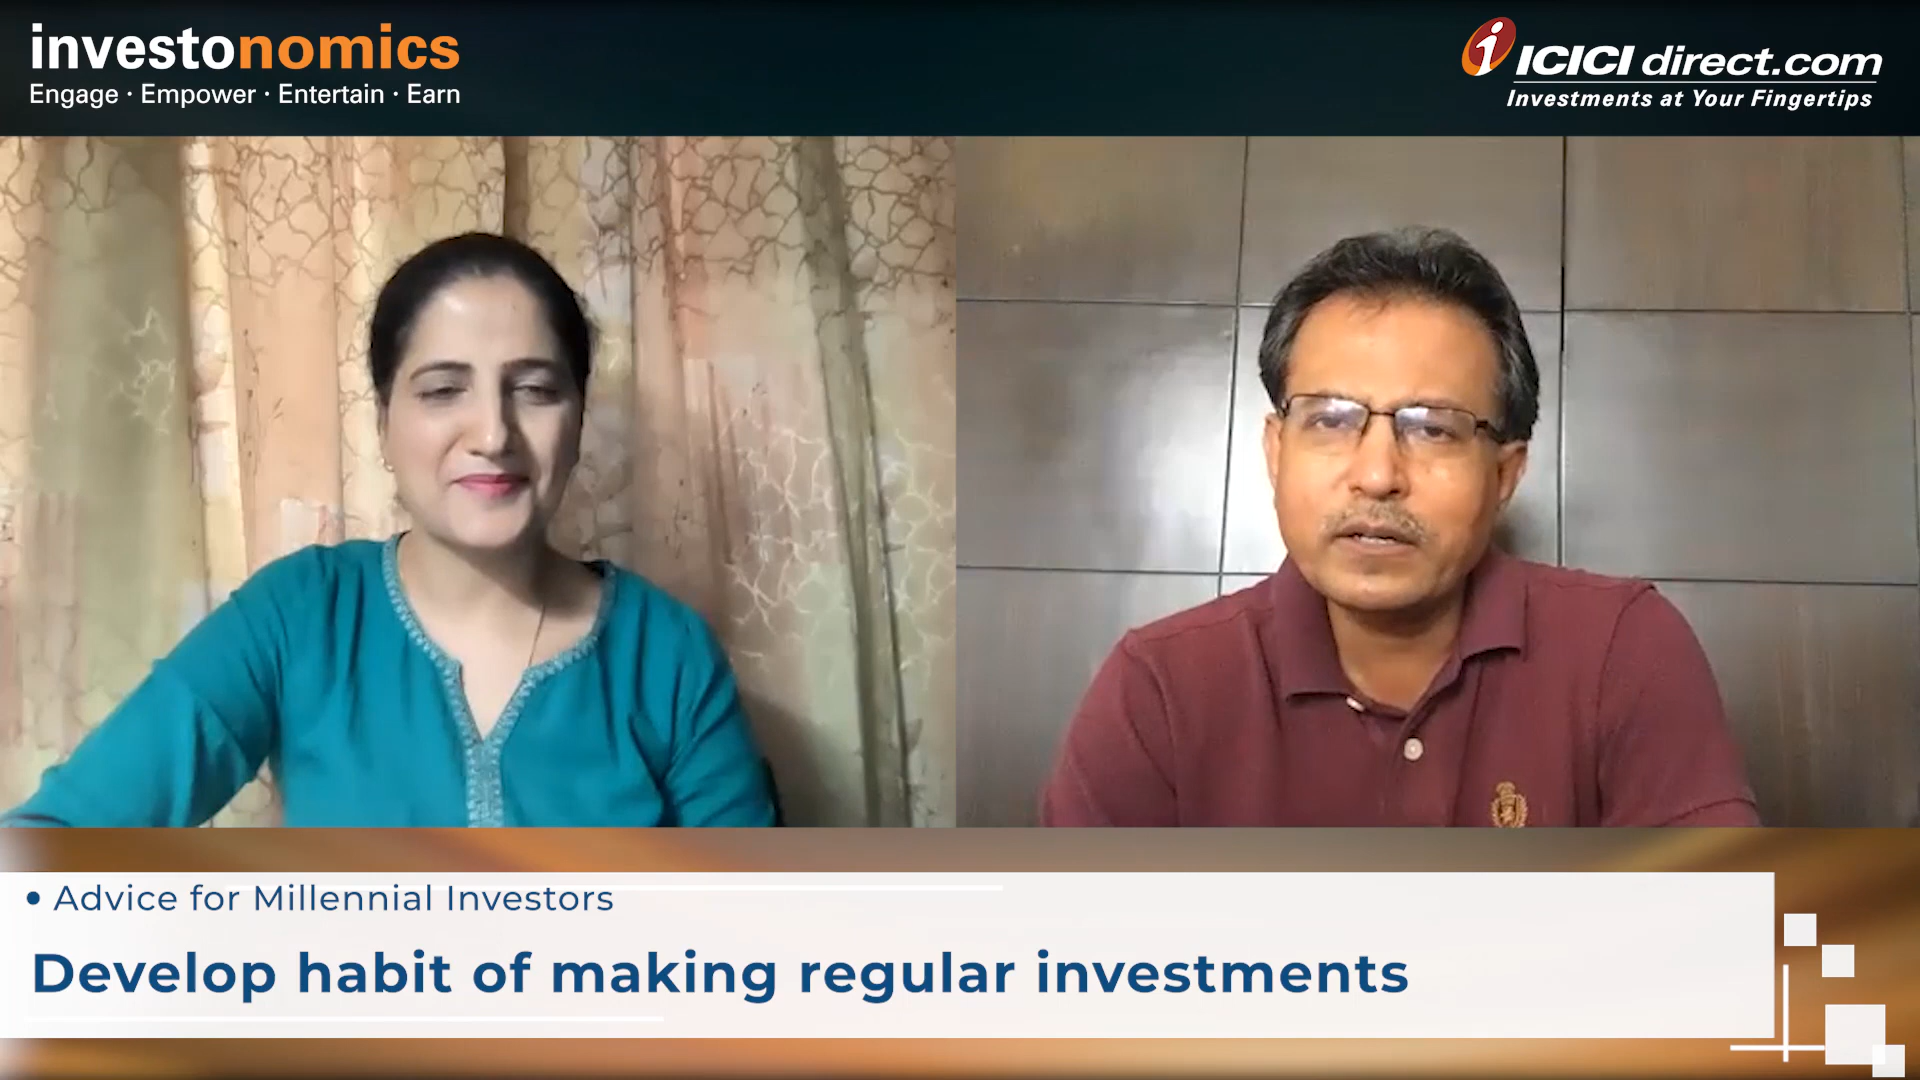 investonomics
Engage · Empower · Entertain · Earn
ICICI direct.com
Investments at Your Fingertips
• Advice for Millennial Investors
Develop habit of making regular investments